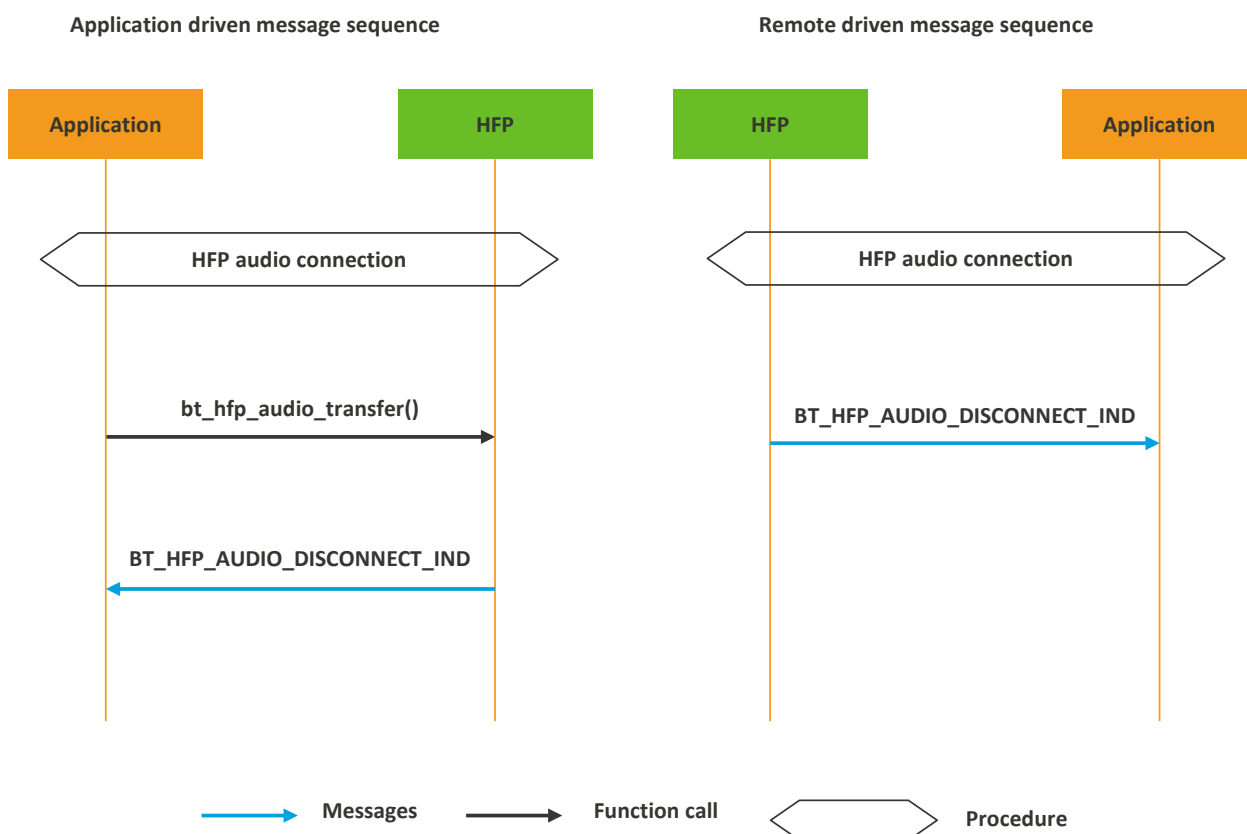 Application driven message sequence
Remote driven message sequence
Application
HFP
HFP
Application
HFP audio connection
HFP audio connection
bt_hfp_audio_transfer()
BT_HFP_AUDIO_DISCONNECT_IND
BT_HFP_AUDIO_DISCONNECT_IND
Messages
Function call
Procedure